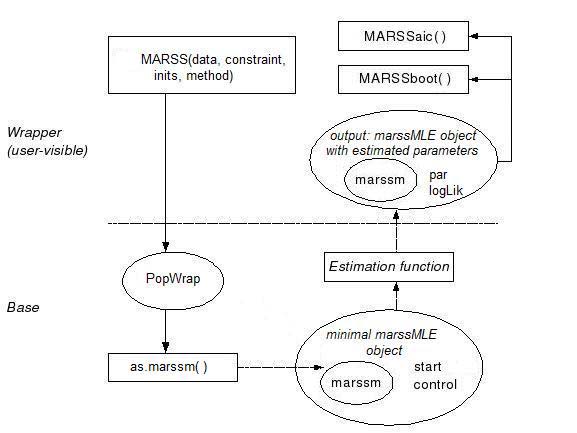 MARSS(data, constraint,
inits, method)
MARSSaic( )
MARSSboot( )
Wrapper
(user-visible)
output: marssMLE object
with estimated parameters
marssm
par
logLik
PopWrap
Estimation function
Base
minimal marssMLE
object
as.marssm( )
marssm
start
control